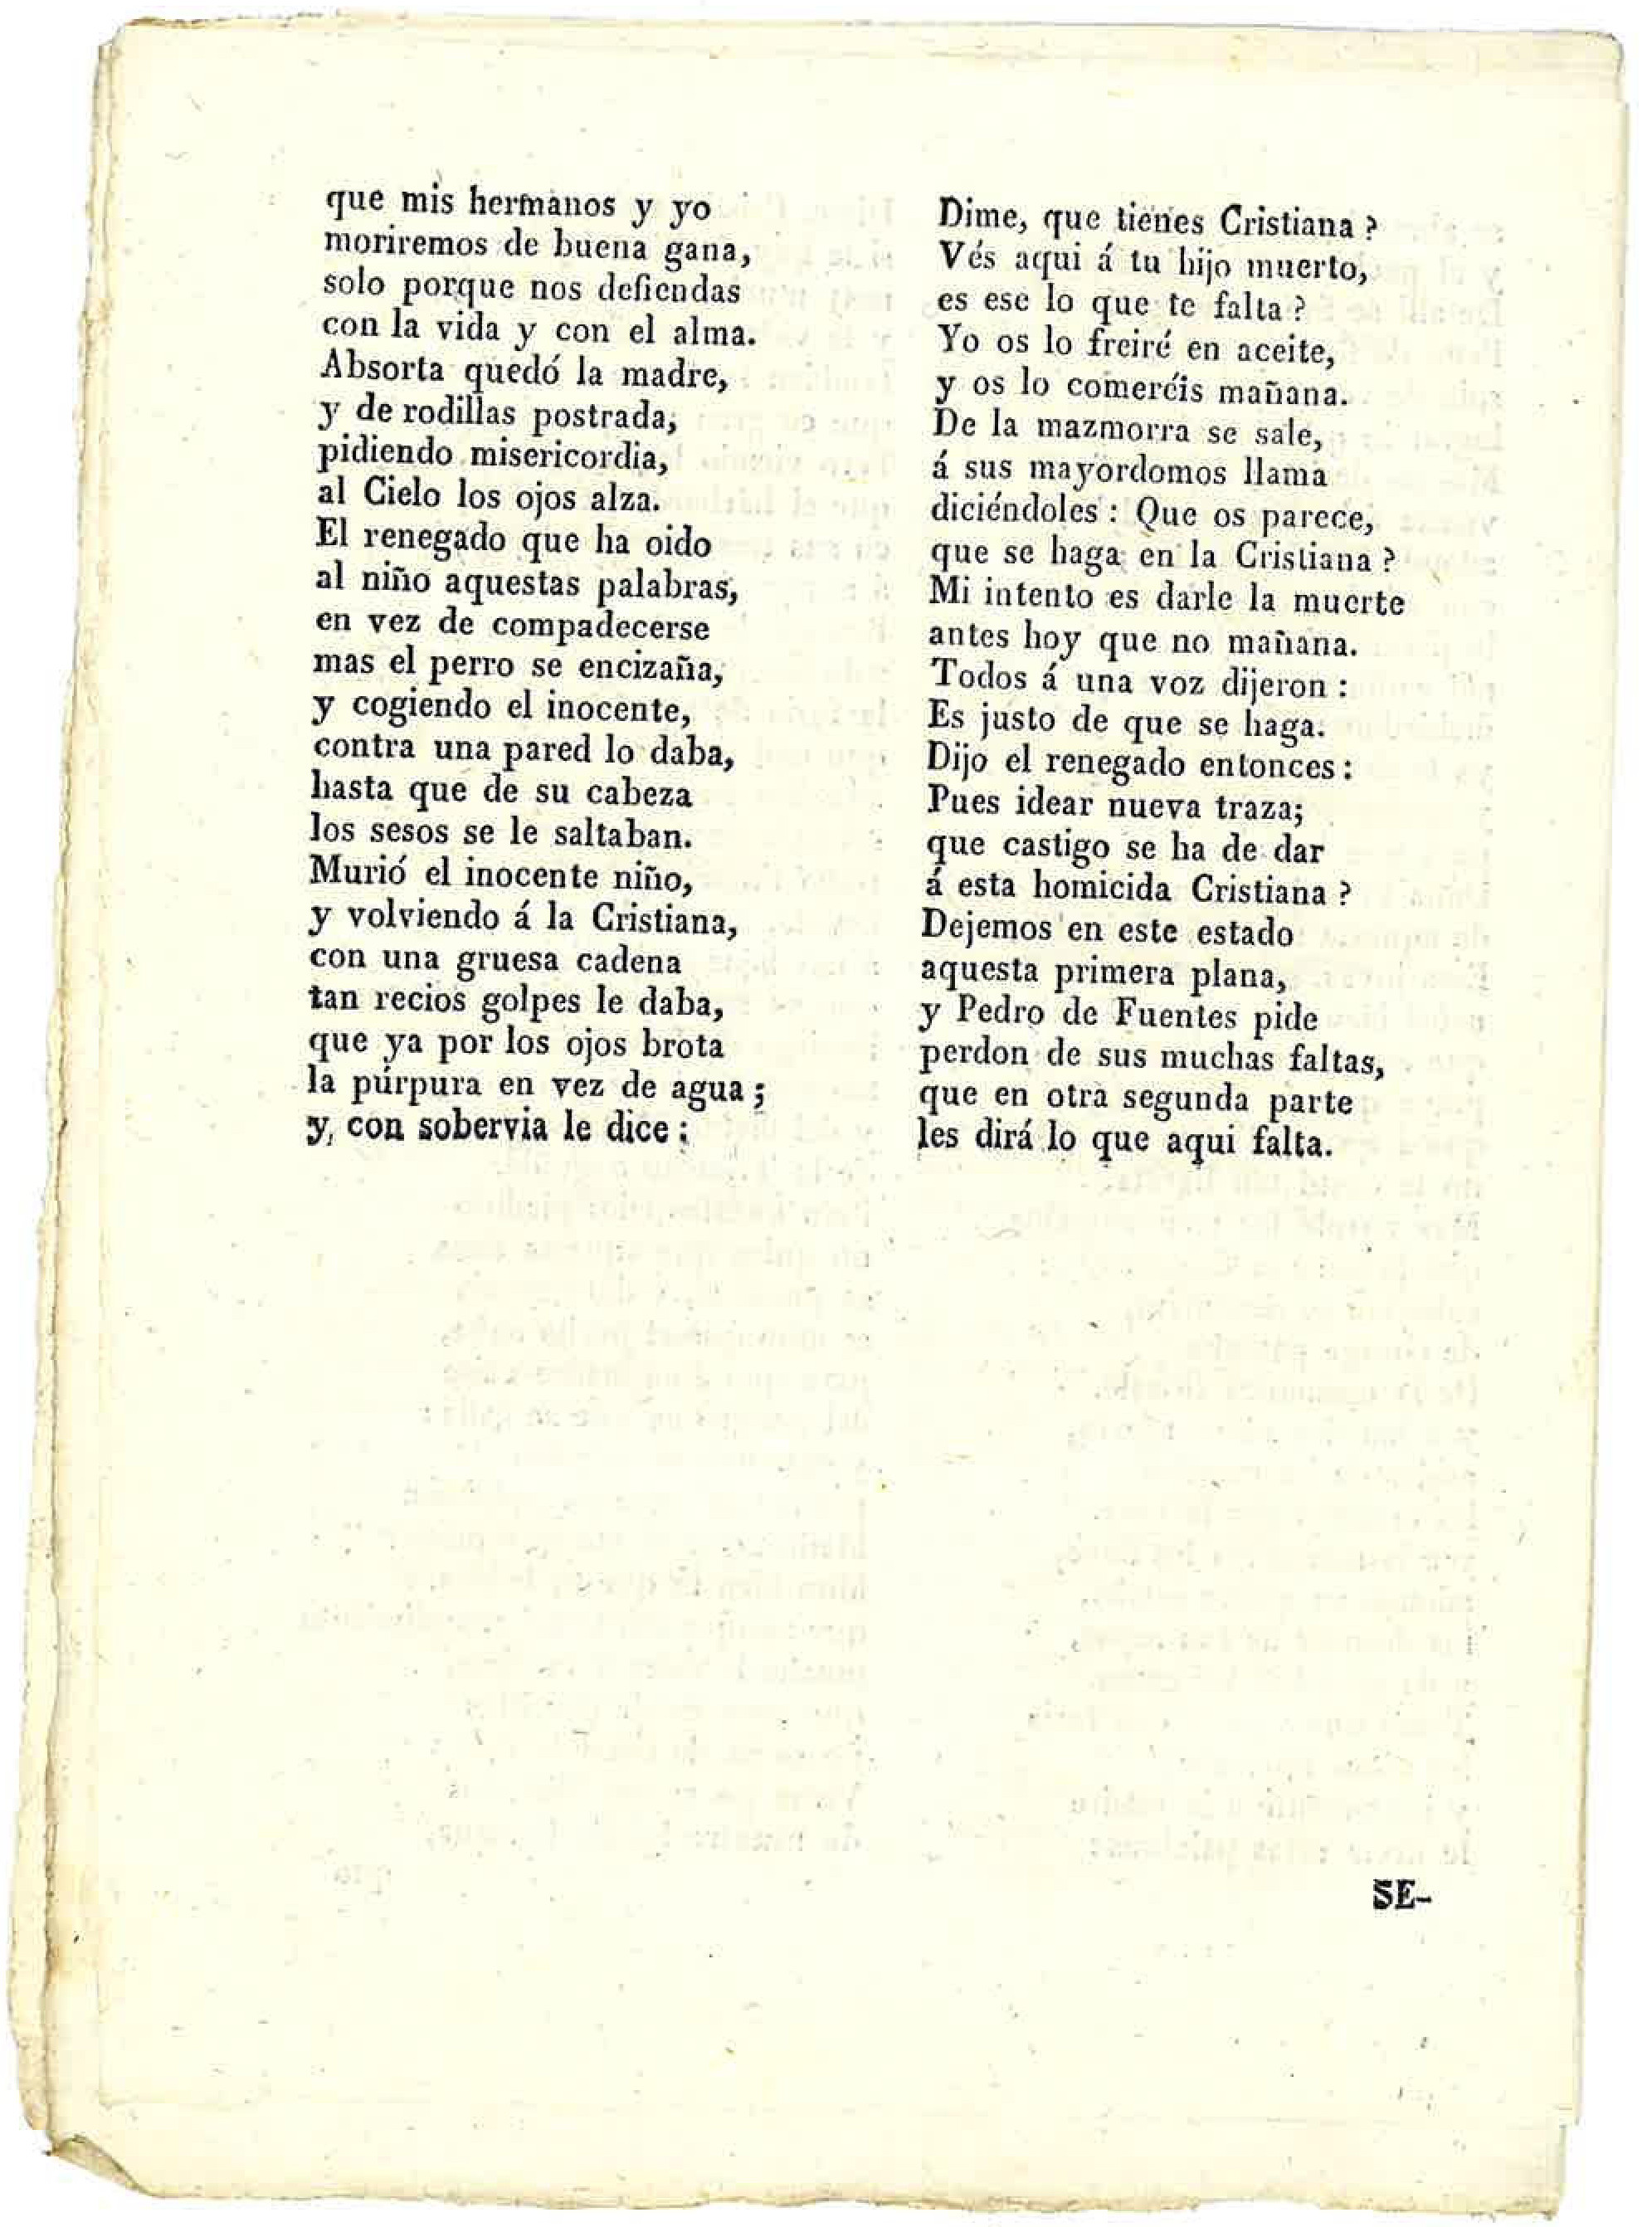 que mis hermanos y yo
moriremos de buena gana,
solo porque nos defiendas
con la vida y con el alma.
Absorta quedó la madre,
y de rodillas postrada,
pidiendo misericordia,
al Cielo los ojos alza.
El renegado que ha oido
al niño aquestas palabras,
en vez de compadecerse
mas el perro se encizaña,
y cogiendo el inocente,
contra una pared lo daba,
hasta que de su cabeza
los sesos se le saltaban.
Murió el inocente niño,
y volviendo á la Cristiana,
con una gruesa cadena
tan recios golpes le daba,
que ya por los ojos brota
la púrpura en vez de agua;
y, con sobervia le dice:
Dime, que tienes Cristiana?
Vés aqui á tu hijo muerto,
es ese lo que te falta?
Yo os lo freiré en aceite,
y os lo comeréis mañana.
De la mazmorra se sale,
á sus mayordomos llama
diciéndoles: Que os parece,
que se haga en la Cristiana?
Mi intento es darle la muerte
antes hoy que no mañana.
Todos á una voz dijeron:
Es justo de que se haga.
Dijo el renegado entonces:
Pues idear nueva traza;
que castigo se ha de dar
á esta homicida Cristiana?
Dejemos en este estado
aquesta primera plana,
y Pedro de Fuentes pide
perdon de sus muchas faltas,
que en otra segunda parte
les dirá lo que aqui falta.
SE-